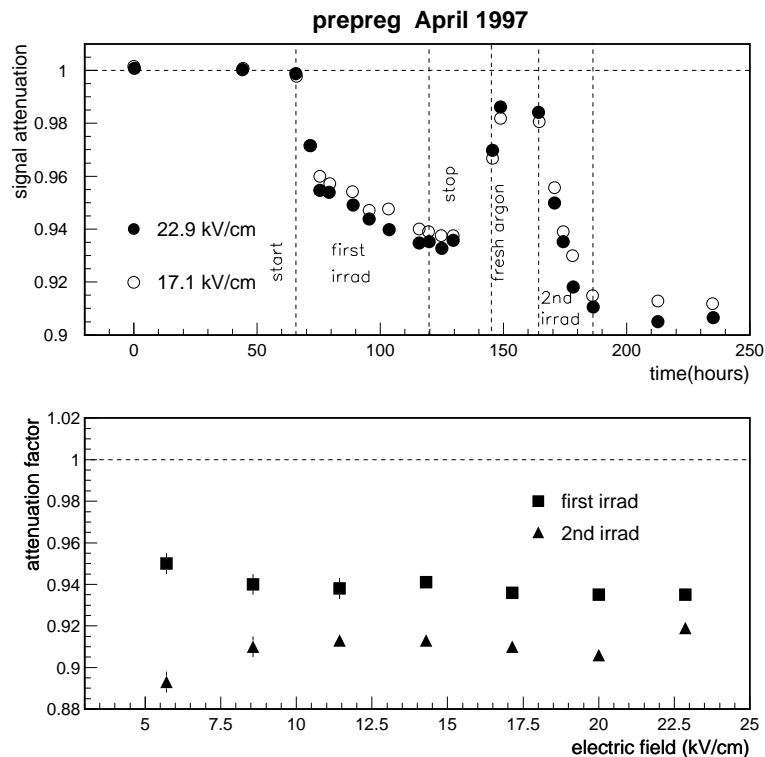 prepreg April 1997
signal attenuation
1
0.98
0.96
0.94
0.92
0.9
22.9 kV/cm
17.1 kV/cm
start
first
irrad
stop
fresh argon
2nd
irrad
0 50 100 150 200 250
time(hours)
attenuation factor
1.02
1
0.98
0.96
0.94
0.92
0.9
0.88
first irrad
2nd irrad
5 7.5 10 12.5 15 17.5 20 22.5 25
electric field (kV/cm)